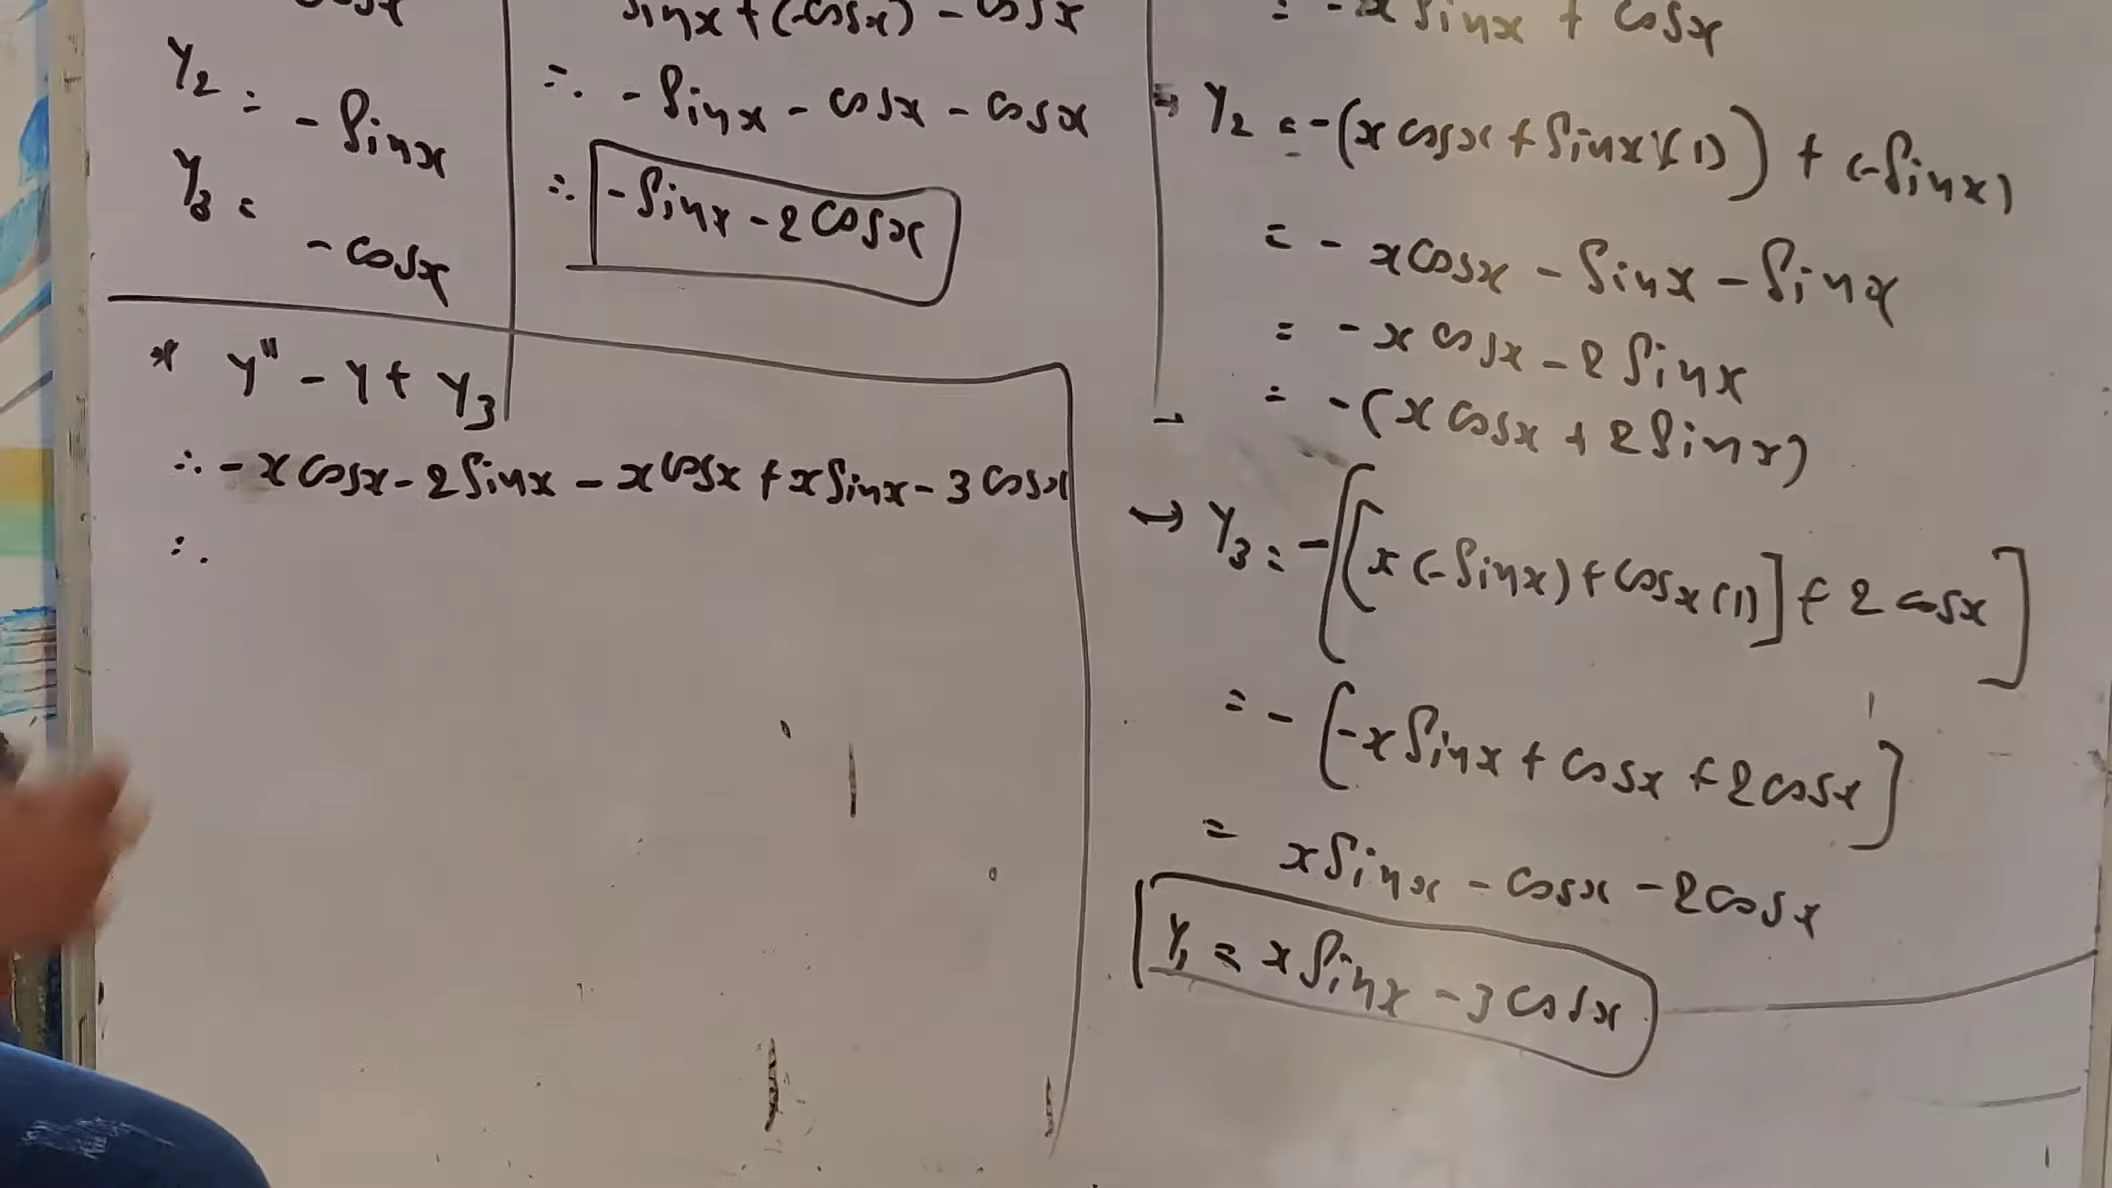 cosx
Y₂ = - Sinx
Y₃ = - cosx
Sinx + (-cosx) - cosx
∴ - Sinx - cosx - cosx
∴ - Sinx - 2 cosx
* Y'' - Y + Y₃
∴ - x cosx - 2 Sinx - x cosx + x Sinx - 3 cosx
∴
= - x Sinx + cosx
→ Y₂ = - (x cosx + Sinx (1)) + (- Sinx)
= - x cosx - Sinx - Sinx
= - x cosx - 2 Sinx
= - (x cosx + 2 Sinx)
→ Y₃ = - [[x (- Sinx) + cosx (1)] + 2 cosx]
= - [-x Sinx + cosx + 2 cosx]
= x Sinx - cosx - 2 cosx
Y₃ = x Sinx - 3 cosx